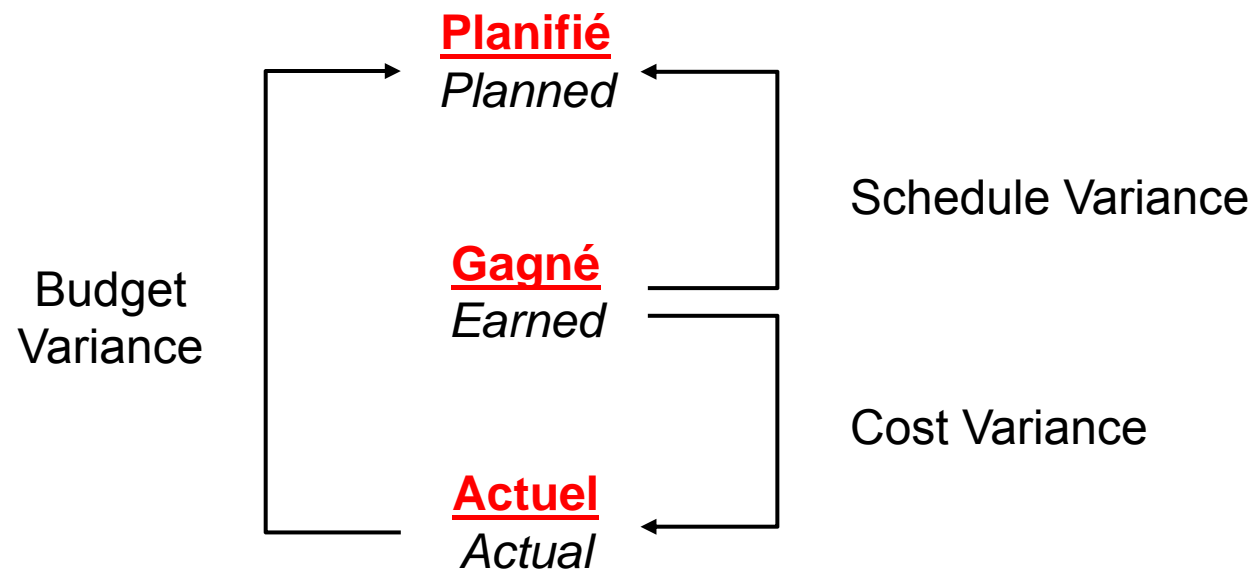 Planifié
Planned
Schedule Variance
Gagné
Earned
Budget
Variance
Cost Variance
Actuel
Actual